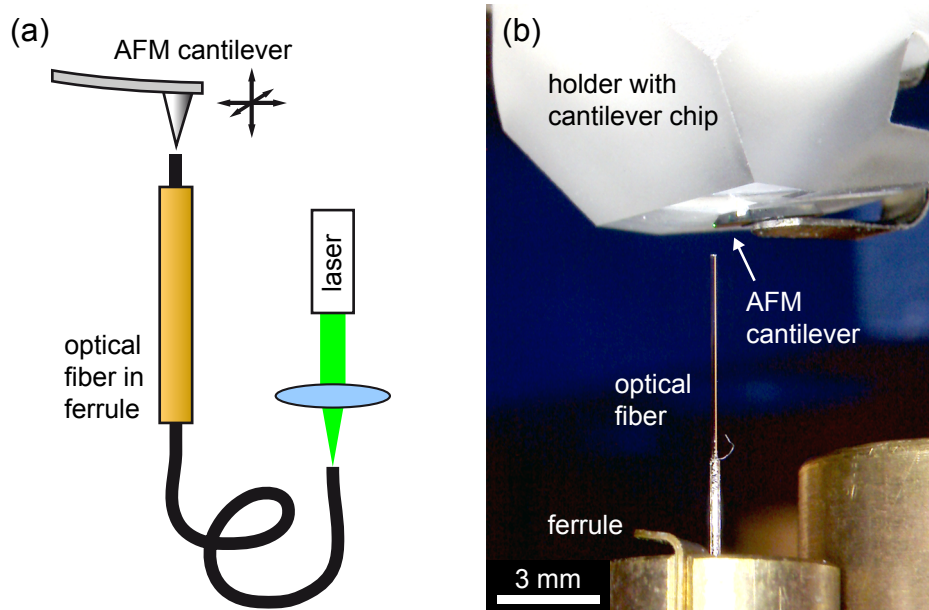 (a)
AFM cantilever
laser
optical
fiber in
ferrule
(b)
holder with
cantilever chip
AFM
cantilever
optical
fiber
ferrule
3 mm